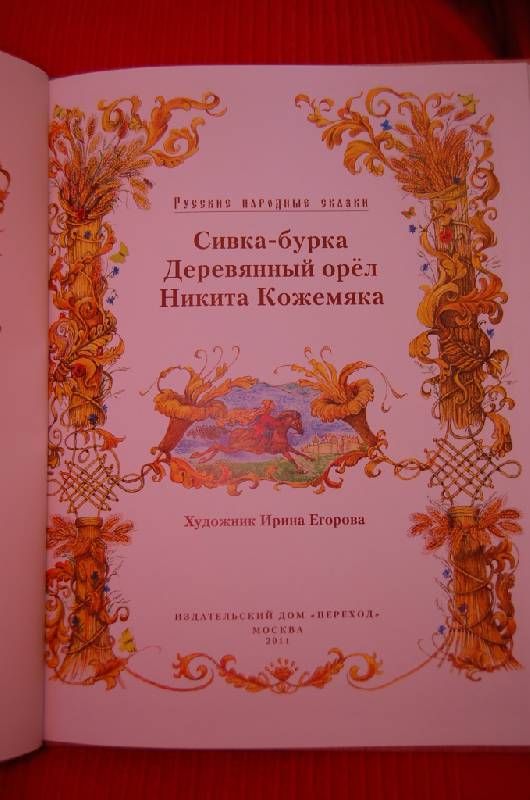 Русские народные сказки
Сивка-бурка
Деревянный орёл
Никита Кожемяка
Художник Ирина Егорова
ИЗДАТЕЛЬСКИЙ ДОМ «ПЕРЕХОД»
МОСКВА
2011